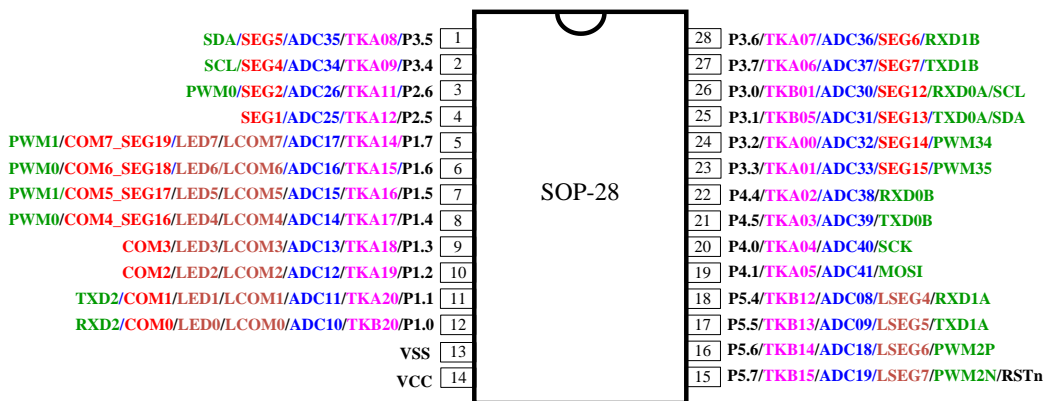 SDA/SEG5/ADC35/TKA08/P3.5 1
SCL/SEG4/ADC34/TKA09/P3.4 2
PWM0/SEG2/ADC26/TKA11/P2.6 3
SEG1/ADC25/TKA12/P2.5 4
PWM1/COM7_SEG19/LED7/LCOM7/ADC17/TKA14/P1.7 5
PWM0/COM6_SEG18/LED6/LCOM6/ADC16/TKA15/P1.6 6
PWM1/COM5_SEG17/LED5/LCOM5/ADC15/TKA16/P1.5 7
PWM0/COM4_SEG16/LED4/LCOM4/ADC14/TKA17/P1.4 8
COM3/LED3/LCOM3/ADC13/TKA18/P1.3 9
COM2/LED2/LCOM2/ADC12/TKA19/P1.2 10
TXD2/COM1/LED1/LCOM1/ADC11/TKA20/P1.1 11
RXD2/COM0/LED0/LCOM0/ADC10/TKB20/P1.0 12
VSS 13
VCC 14
SOP-28
28 P3.6/TKA07/ADC36/SEG6/RXD1B
27 P3.7/TKA06/ADC37/SEG7/TXD1B
26 P3.0/TKB01/ADC30/SEG12/RXD0A/SCL
25 P3.1/TKB05/ADC31/SEG13/TXD0A/SDA
24 P3.2/TKA00/ADC32/SEG14/PWM34
23 P3.3/TKA01/ADC33/SEG15/PWM35
22 P4.4/TKA02/ADC38/RXD0B
21 P4.5/TKA03/ADC39/TXD0B
20 P4.0/TKA04/ADC40/SCK
19 P4.1/TKA05/ADC41/MOSI
18 P5.4/TKB12/ADC08/LSEG4/RXD1A
17 P5.5/TKB13/ADC09/LSEG5/TXD1A
16 P5.6/TKB14/ADC18/LSEG6/PWM2P
15 P5.7/TKB15/ADC19/LSEG7/PWM2N/RSTn